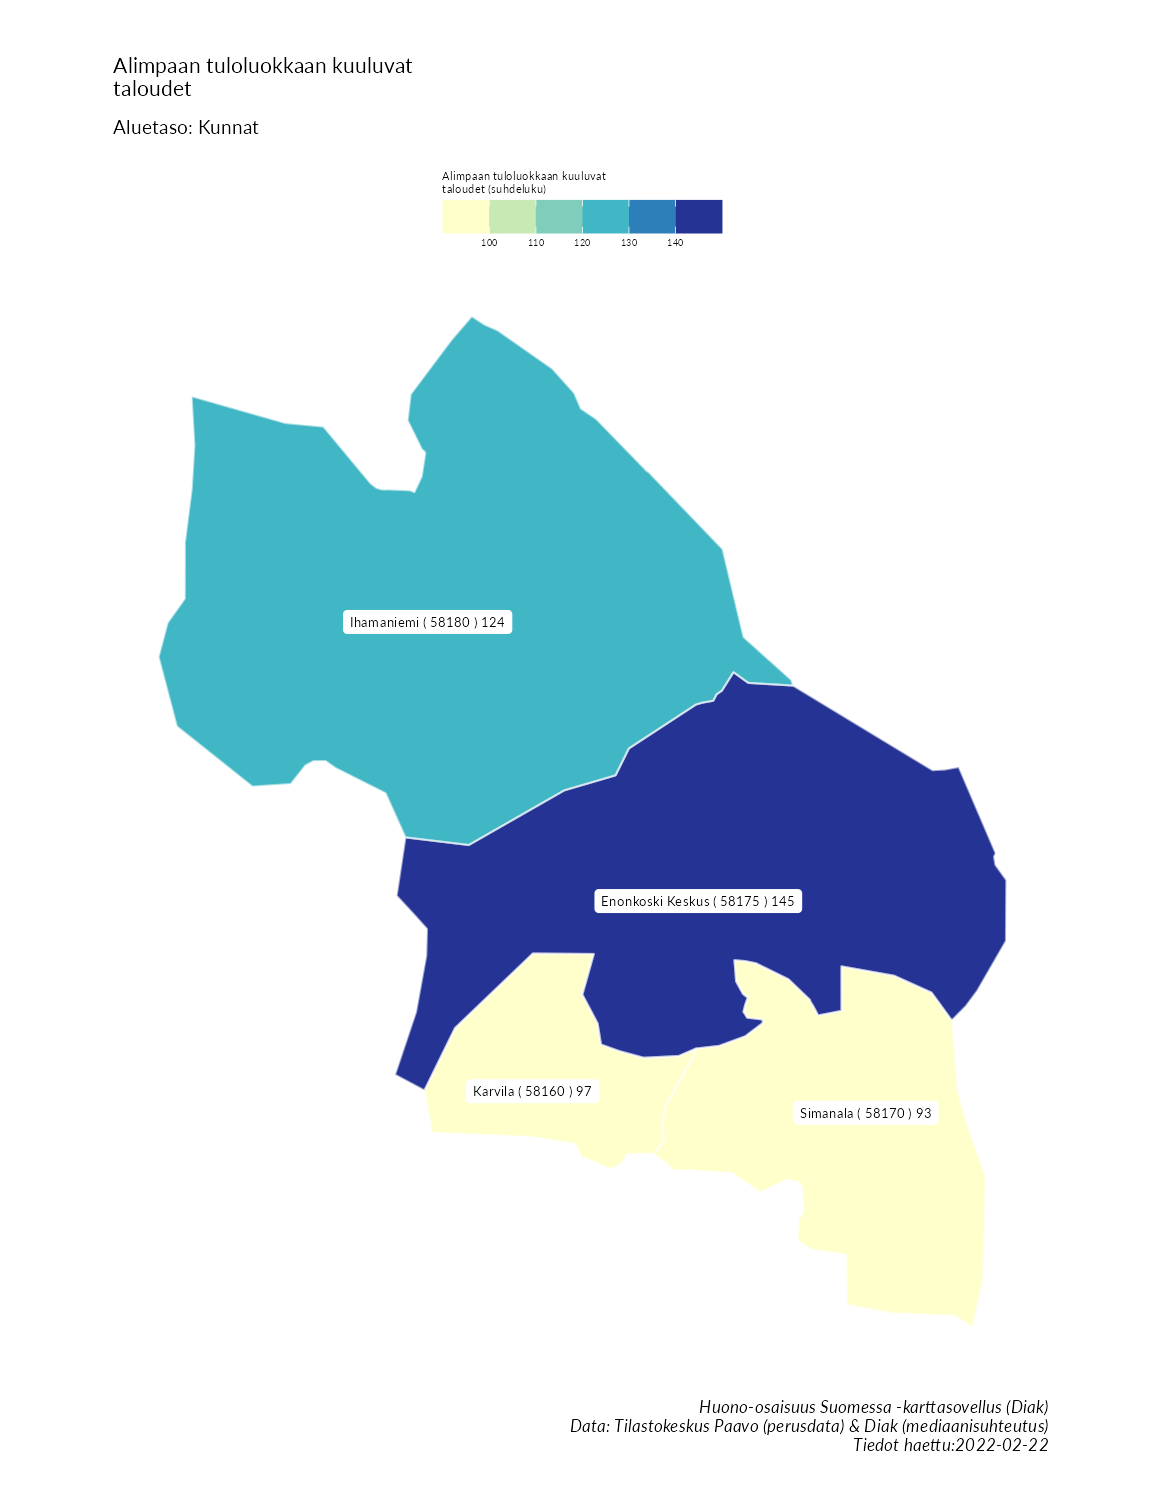 Alimpaan tuloluokkaan kuuluvat
taloudet
Aluetaso: Kunnat
Alimpaan tuloluokkaan kuuluvat
taloudet (suhdeluku)
100 110 120 130 140
Ihamaniemi ( 58180 ) 124
Enonkoski Keskus ( 58175 ) 145
Karvila ( 58160 ) 97
Simanala ( 58170 ) 93
Huono-osaisuus Suomessa -karttasovellus (Diak)
Data: Tilastokeskus Paavo (perusdata) & Diak (mediaanisuhteutus)
Tiedot haettu:2022-02-22